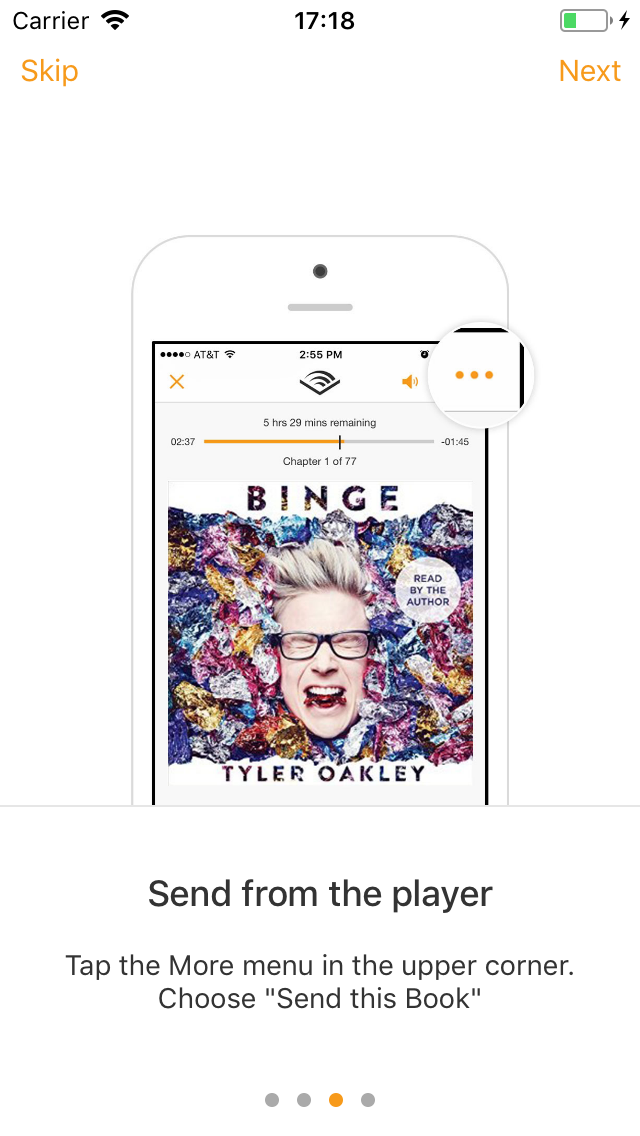 Carrier 17:18
Skip Next
AT&T 2:55 PM
5 hrs 29 mins remaining
02:37 -01:45
Chapter 1 of 77
BINGE
READ
BY THE
AUTHOR
TYLER OAKLEY
Send from the player
Tap the More menu in the upper corner.
Choose "Send this Book"